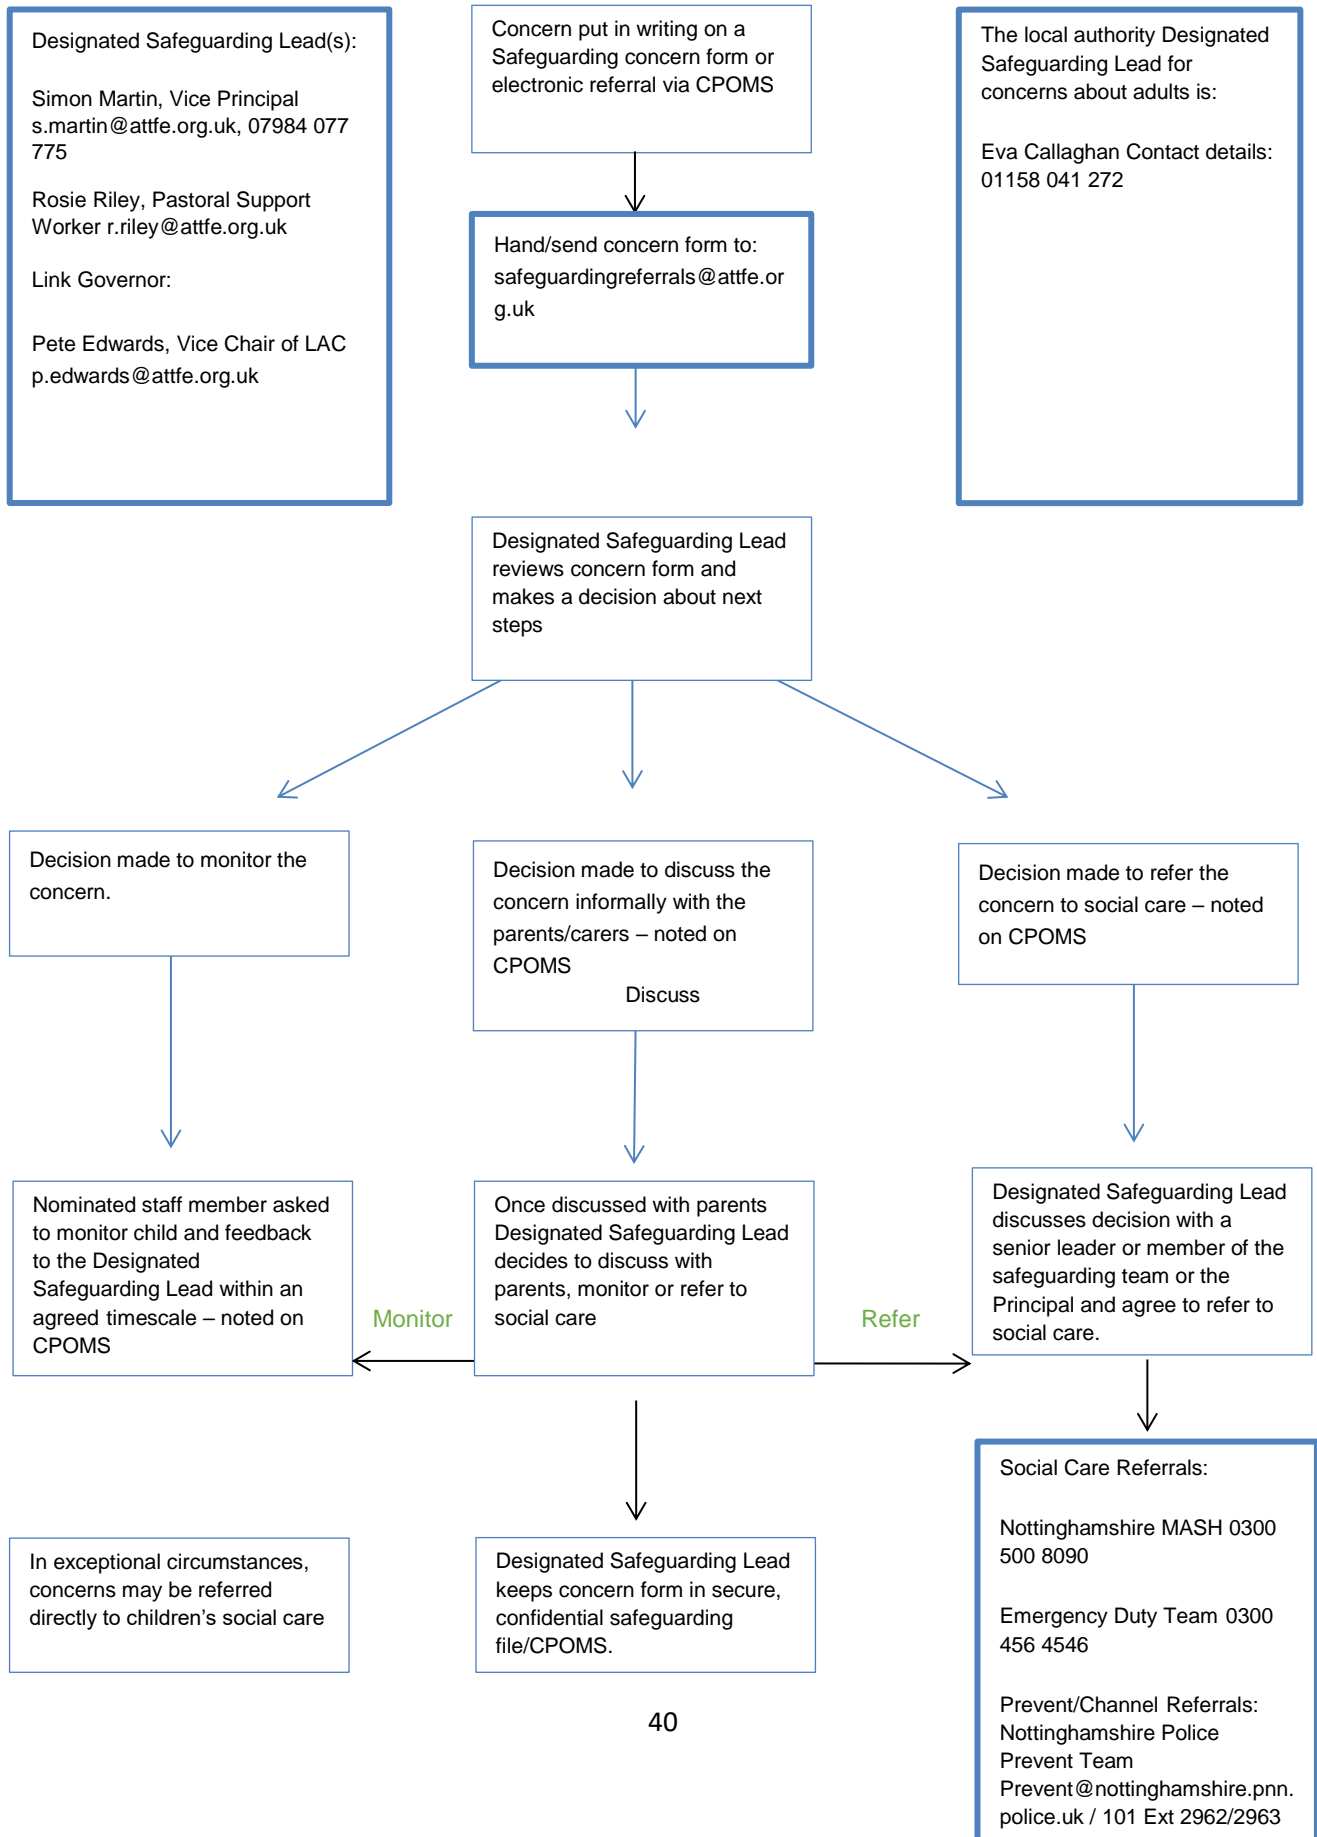 Designated Safeguarding Lead(s):
Simon Martin, Vice Principal
s.martin@attfe.org.uk, 07984 077
775
Rosie Riley, Pastoral Support
Worker r.riley@attfe.org.uk
Link Governor:
Pete Edwards, Vice Chair of LAC
p.edwards@attfe.org.uk
Concern put in writing on a
Safeguarding concern form or
electronic referral via CPOMS
The local authority Designated
Safeguarding Lead for
concerns about adults is:
Eva Callaghan Contact details:
01158 041 272
Hand/send concern form to:
safeguardingreferrals@attfe.or
g.uk
Designated Safeguarding Lead
reviews concern form and
makes a decision about next
steps
Decision made to monitor the
concern.
Decision made to discuss the
concern informally with the
parents/carers – noted on
CPOMS
Discuss
Decision made to refer the
concern to social care – noted
on CPOMS
Nominated staff member asked
to monitor child and feedback
to the Designated
Safeguarding Lead within an
agreed timescale – noted on
CPOMS
Monitor
Once discussed with parents
Designated Safeguarding Lead
decides to discuss with
parents, monitor or refer to
social care
Refer
Designated Safeguarding Lead
discusses decision with a
senior leader or member of the
safeguarding team or the
Principal and agree to refer to
social care.
In exceptional circumstances,
concerns may be referred
directly to children’s social care
Designated Safeguarding Lead
keeps concern form in secure,
confidential safeguarding
file/CPOMS.
Social Care Referrals:
Nottinghamshire MASH 0300
500 8090
Emergency Duty Team 0300
456 4546
Prevent/Channel Referrals:
Nottinghamshire Police
Prevent Team
Prevent@nottinghamshire.pnn.
police.uk / 101 Ext 2962/2963
40